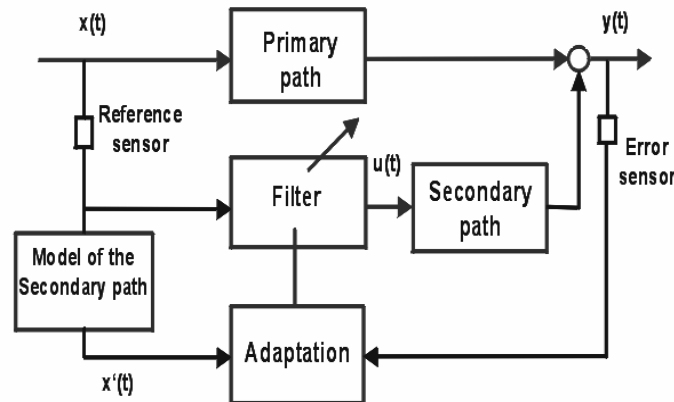 x(t)
Primary
path
y(t)
Reference
sensor
Error
sensor
Filter
u(t)
Secondary
path
Model of the
Secondary path
Adaptation
x'(t)